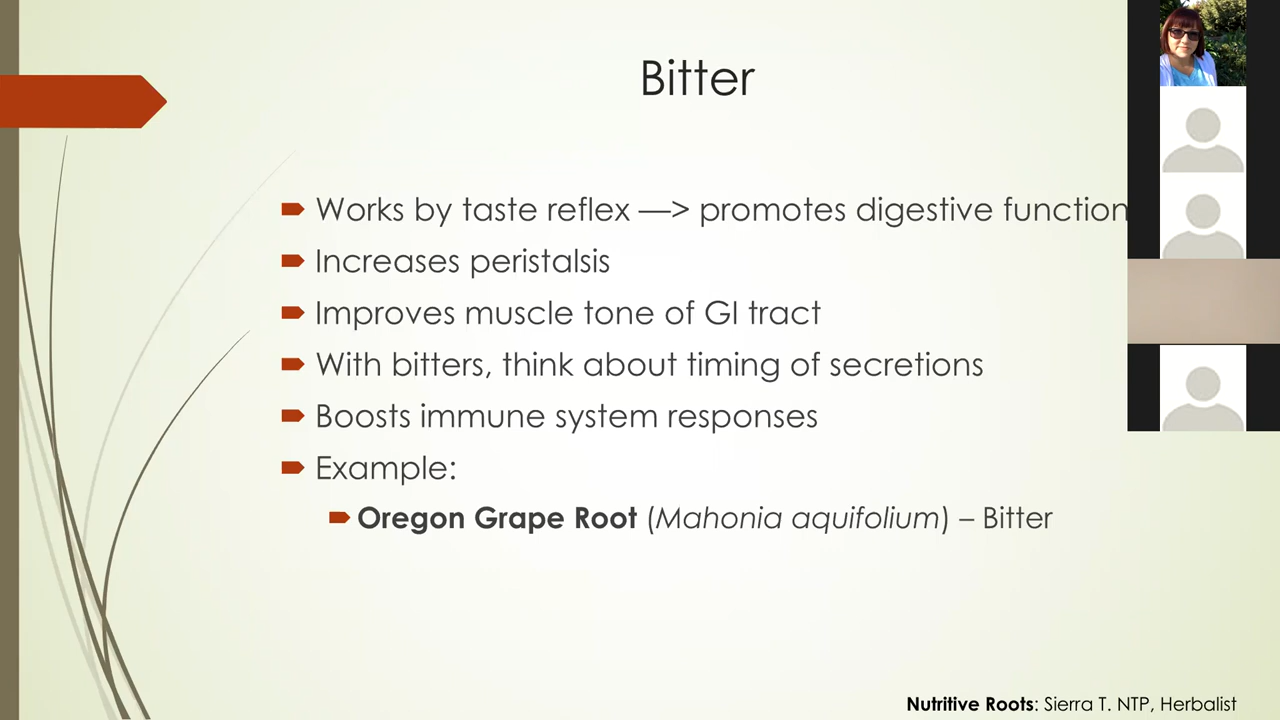 Bitter
Works by taste reflex —> promotes digestive function
Increases peristalsis
Improves muscle tone of GI tract
With bitters, think about timing of secretions
Boosts immune system responses
Example:
Oregon Grape Root (Mahonia aquifolium) – Bitter
Nutritive Roots: Sierra T. NTP, Herbalist